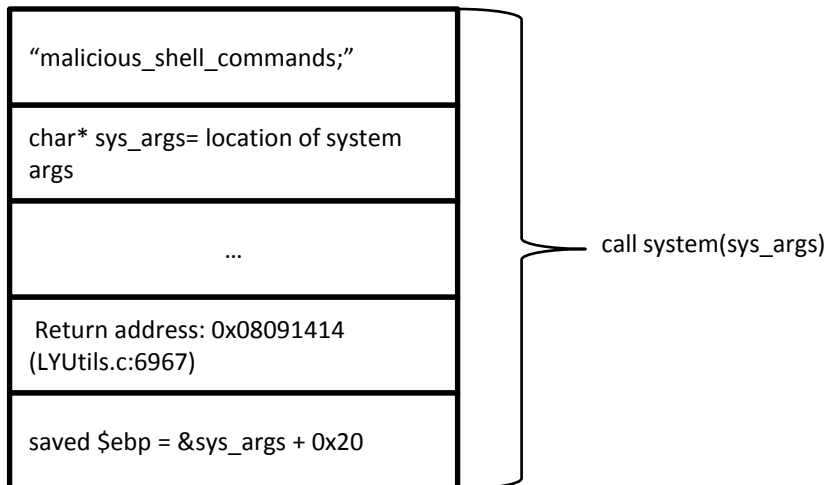 “malicious_shell_commands;”
char* sys_args= location of system
args
…
Return address: 0x08091414
(LYUtils.c:6967)
saved $ebp = &sys_args + 0x20
call system(sys_args)